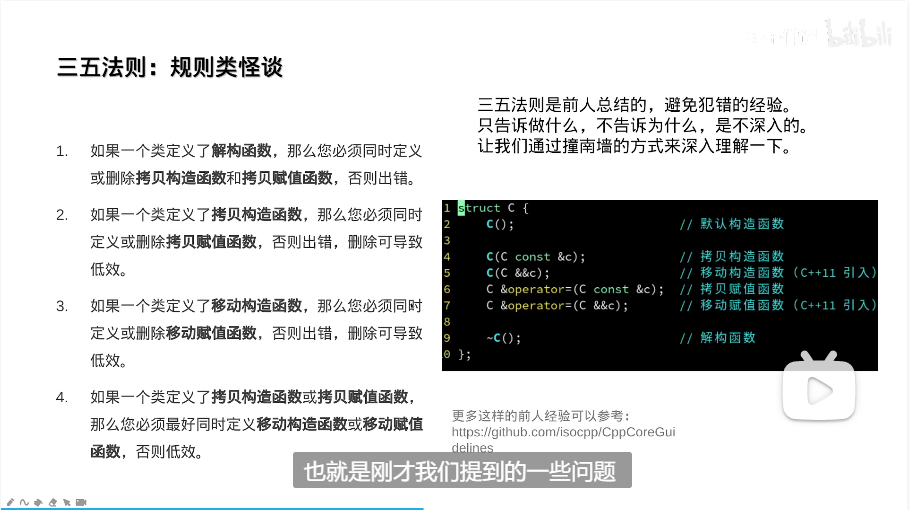 bilibili
三五法则：规则类怪谈
1. 如果一个类定义了解构函数，那么您必须同时定义
或删除拷贝构造函数和拷贝赋值函数，否则出错。
2. 如果一个类定义了拷贝构造函数，那么您必须同时
定义或删除拷贝赋值函数，否则出错，删除可导致
低效。
3. 如果一个类定义了移动构造函数，那么您必须同时
定义或删除移动赋值函数，否则出错，删除可导致
低效。
4. 如果一个类定义了拷贝构造函数或拷贝赋值函数，
那么您必须最好同时定义移动构造函数或移动赋值
函数，否则低效。
三五法则是前人总结的，避免犯错的经验。
只告诉做什么，不告诉为什么，是不深入的。
让我们通过撞南墙的方式来深入理解一下。
1 struct C {
2 C(); // 默认构造函数
3
4 C(C const &c); // 拷贝构造函数
5 C(C &&c); // 移动构造函数（C++11 引入）
6 C &operator=(C const &c); // 拷贝赋值函数
7 C &operator=(C &&c); // 移动赋值函数（C++11 引入）
8
9 ~C(); // 解构函数
0 };
更多这样的前人经验可以参考：
https://github.com/isocpp/CppCoreGui
delines
也就是刚才我们提到的一些问题